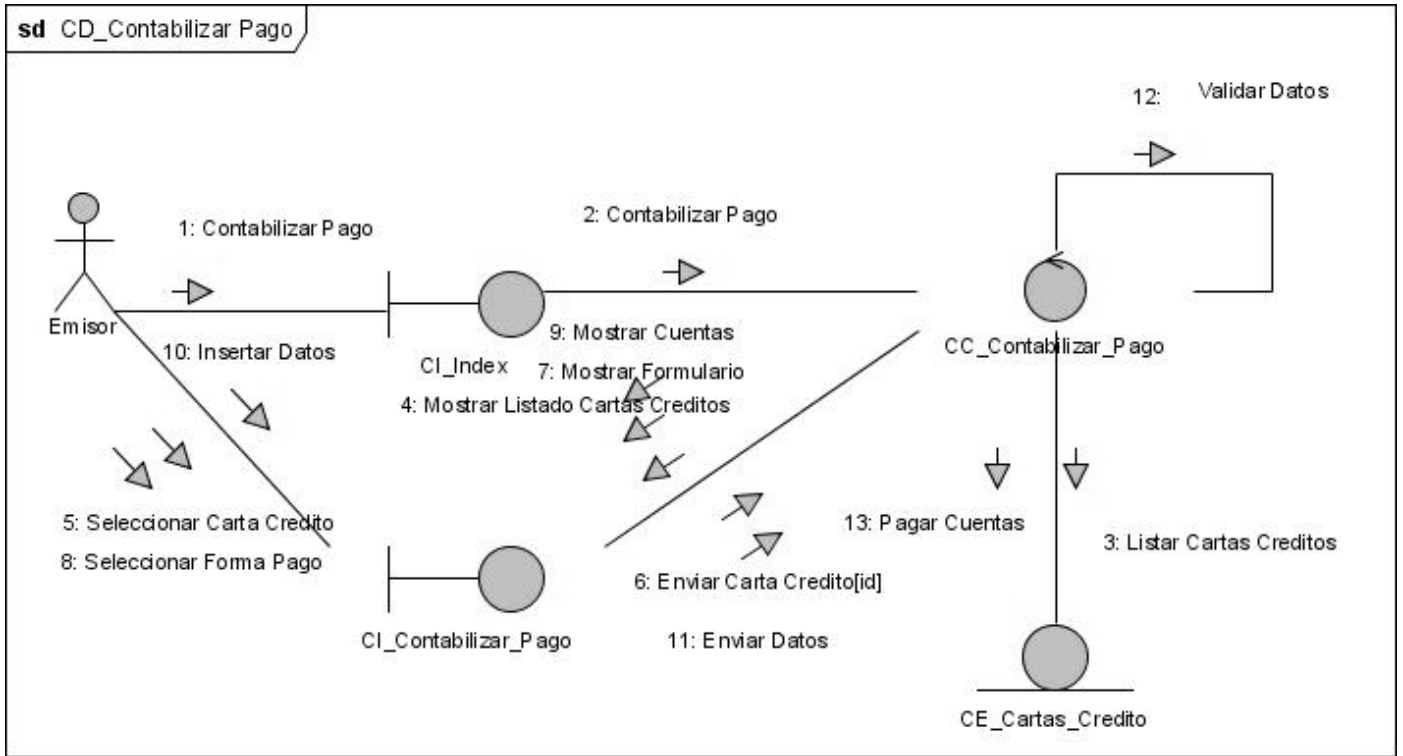 sd CD_Contabilizar Pago
12: Validar Datos
1: Contabilizar Pago
2: Contabilizar Pago
Emisor
10: Insertar Datos
CI_Index
9: Mostrar Cuentas
7: Mostrar Formulario
4: Mostrar Listado Cartas Creditos
CC_Contabilizar_Pago
5: Seleccionar Carta Credito
8: Seleccionar Forma Pago
13: Pagar Cuentas
3: Listar Cartas Creditos
6: Enviar Carta Credito[id]
11: Enviar Datos
CI_Contabilizar_Pago
CE_Cartas_Credito